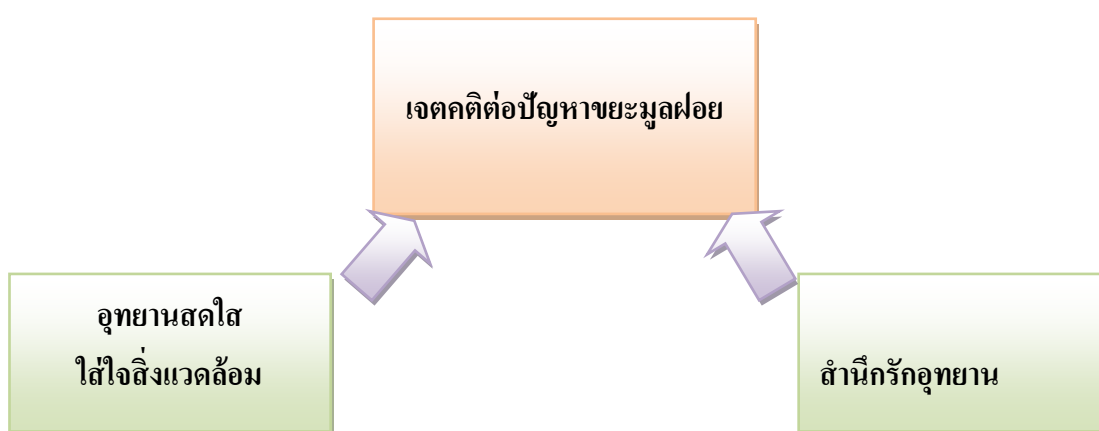 เจตคติต่อปัญหาขยะมูลฝอย
อุทยานสดใส
ใส่ใจสิ่งแวดล้อม
สำนึกรักอุทยาน